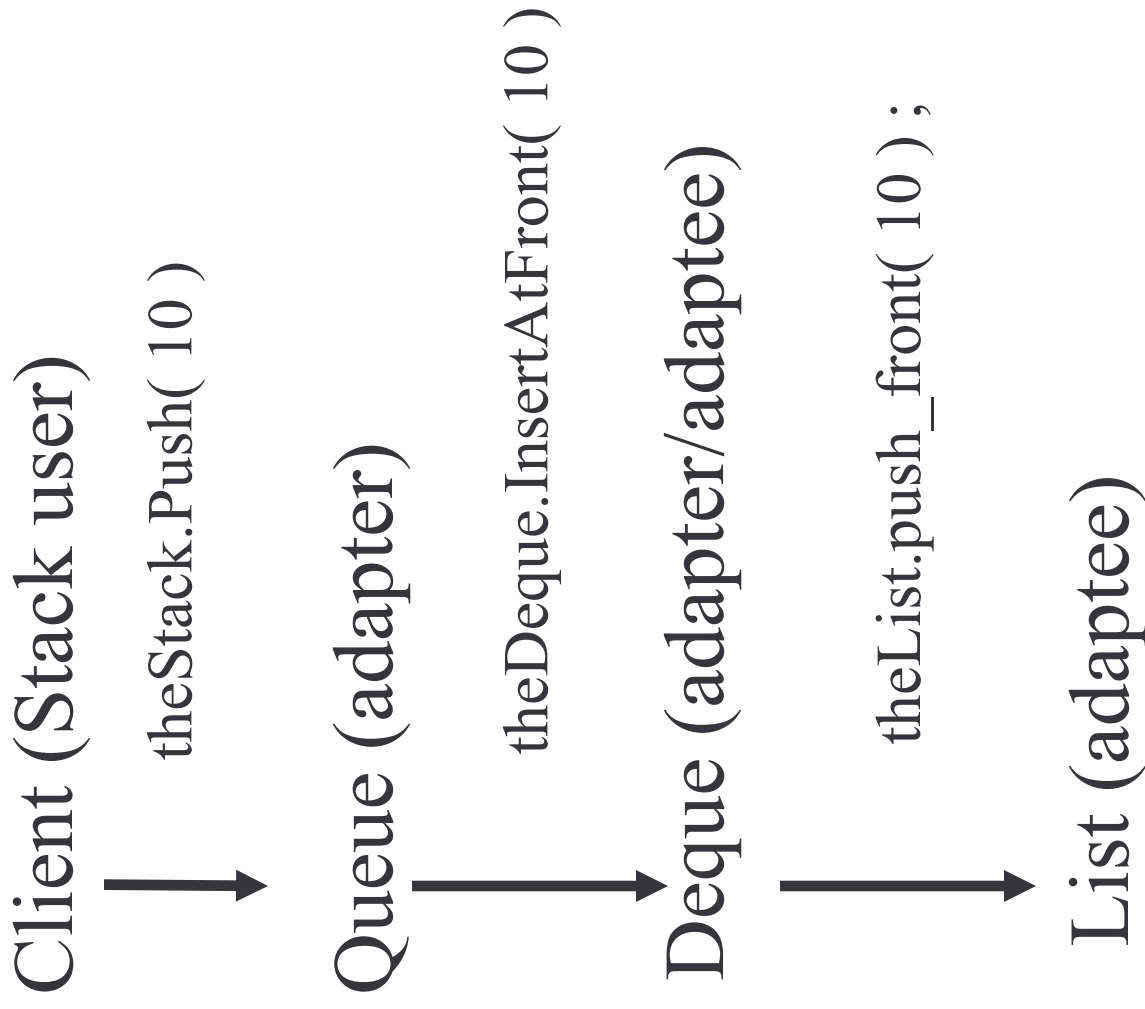 Client (Stack user)
theStack.Push( 10 )
Queue (adapter)
theDeque.InsertAtFront( 10 )
Deque (adapter/adaptee)
theList.push_front( 10 ) ;
List (adaptee)